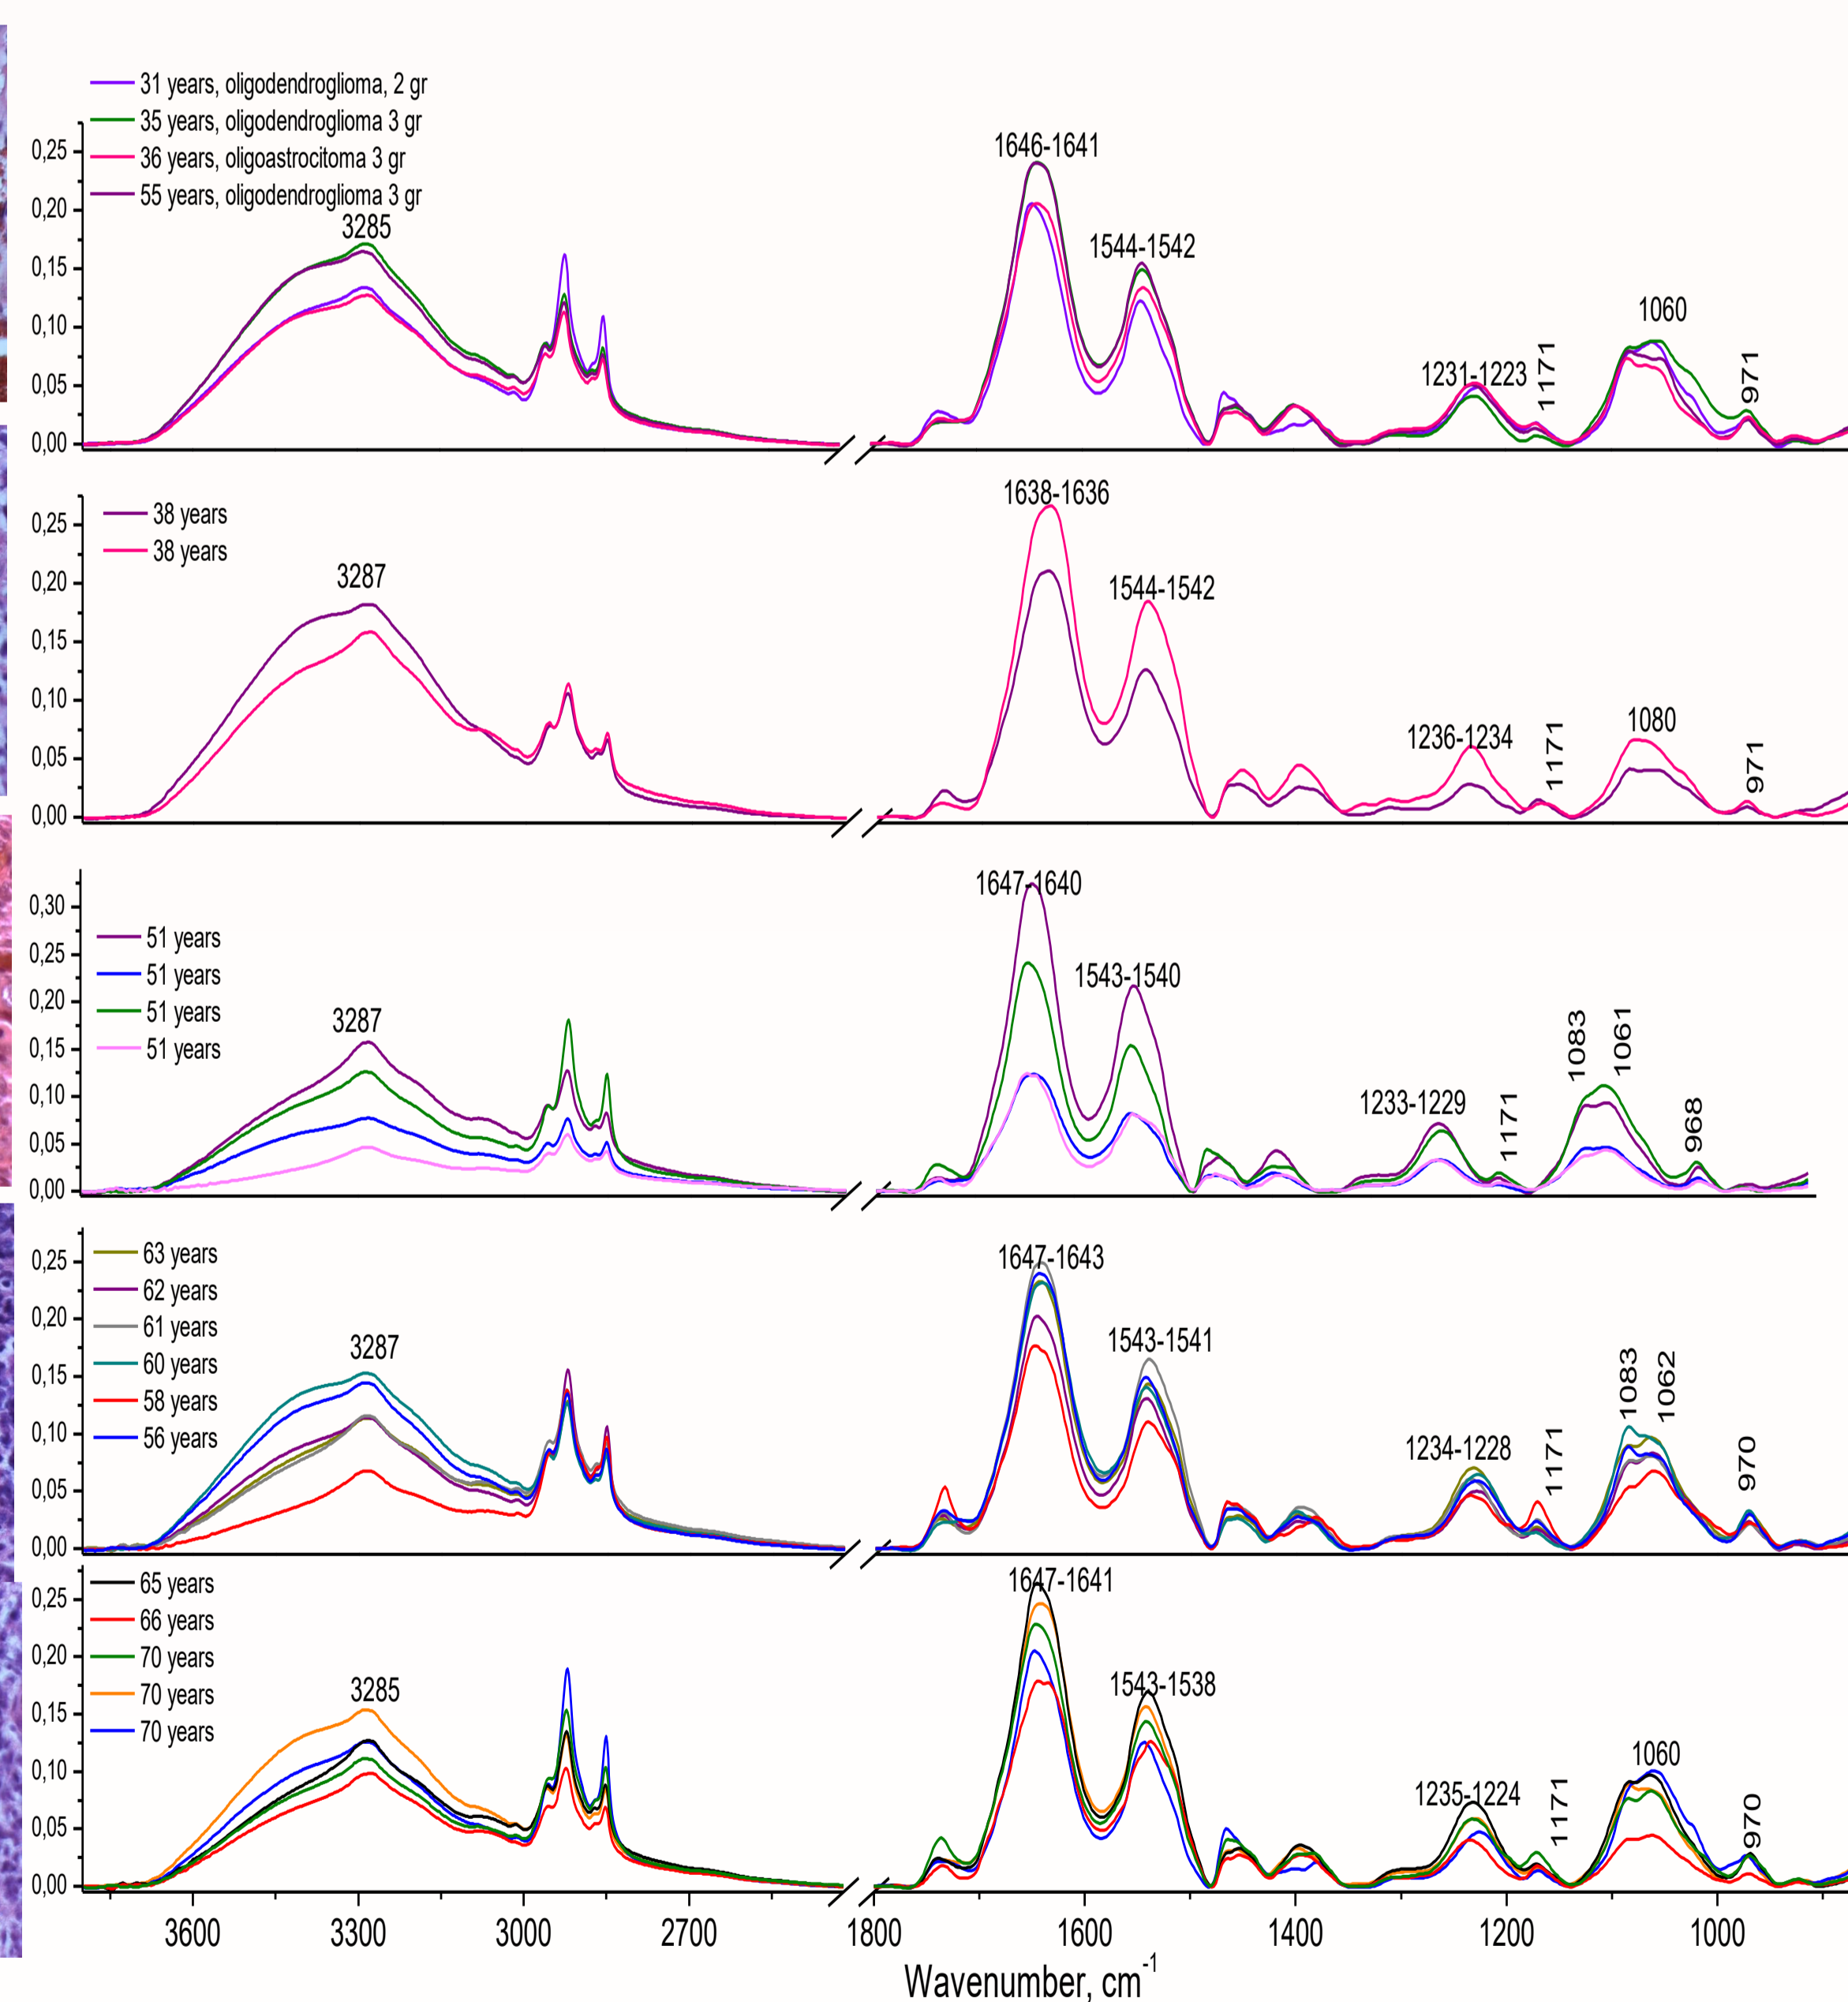 31 years, oligodendroglioma, 2 gr
35 years, oligodendroglioma 3 gr
36 years, oligoastrocitoma 3 gr
55 years, oligodendroglioma 3 gr
0,25
0,20
0,15
0,10
0,05
0,00
3285
1646-1641
1544-1542
1231-1223
1171
1060
971
38 years
38 years
0,25
0,20
0,15
0,10
0,05
0,00
3287
1638-1636
1544-1542
1236-1234
1171
1080
971
51 years
51 years
51 years
51 years
0,30
0,25
0,20
0,15
0,10
0,05
0,00
3287
1647-1640
1543-1540
1233-1229
1171
1083
1061
968
63 years
62 years
61 years
60 years
58 years
56 years
0,25
0,20
0,15
0,10
0,05
0,00
3287
1647-1643
1543-1541
1234-1228
1171
1083
1062
970
65 years
66 years
70 years
70 years
70 years
0,25
0,20
0,15
0,10
0,05
0,00
3285
1647-1641
1543-1538
1235-1224
1171
1060
970
3600 3300 3000 2700 1800 1600 1400 1200 1000
Wavenumber, cm-1